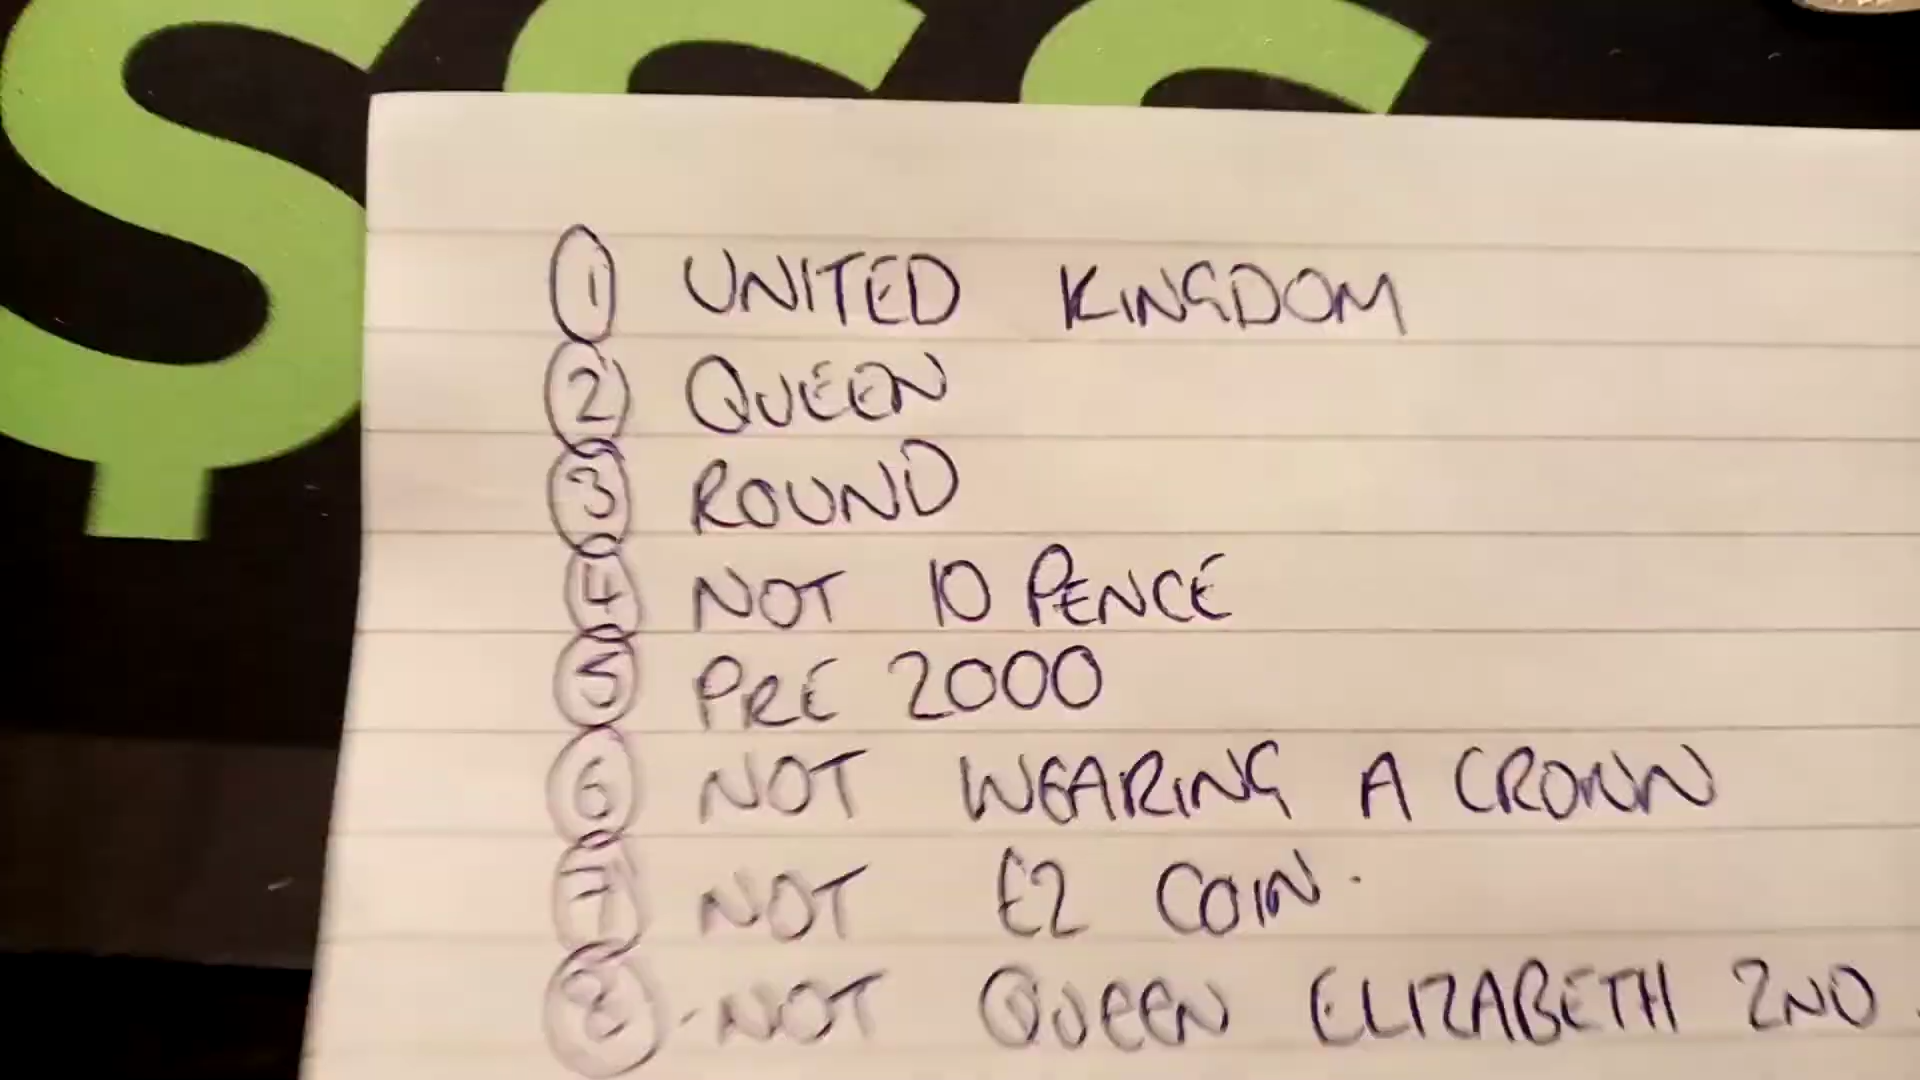 $ S S
1 UNITED KINGDOM
2 QUEEN
3 ROUND
4 NOT 10 PENCE
5 PRE 2000
6 NOT WEARING A CROWN
7 NOT £2 COIN.
8 -NOT QUEEN ELIZABETH 2ND.